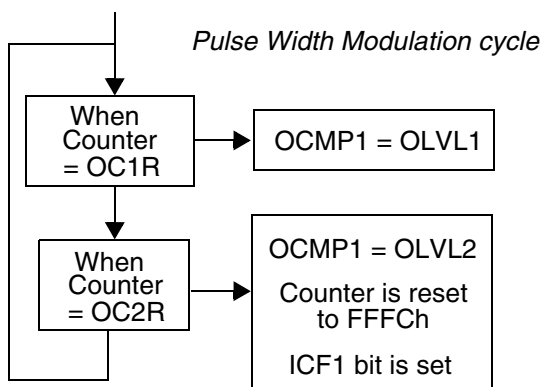 Pulse Width Modulation cycle
When
Counter
= OC1R
OCMP1 = OLVL1
When
Counter
= OC2R
OCMP1 = OLVL2
Counter is reset
to FFFCh
ICF1 bit is set